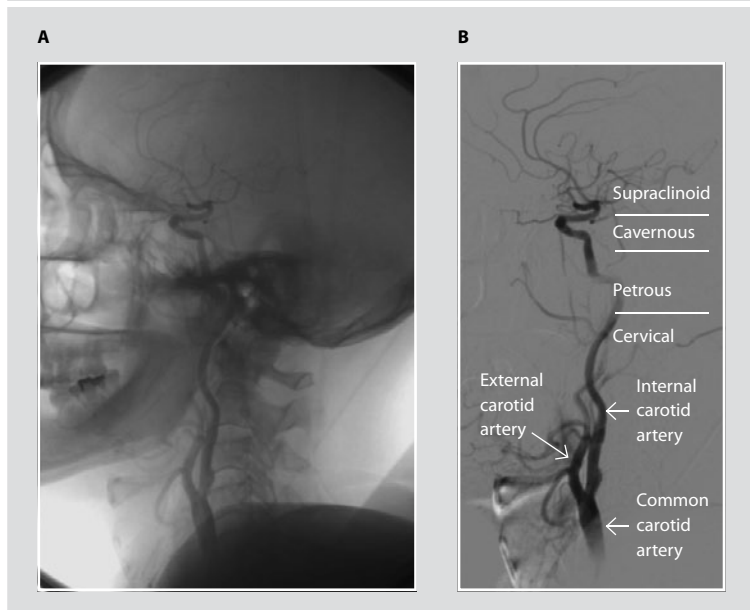 A
B
Supraclinoid
Cavernous
Petrous
Cervical
External
carotid
artery
Internal
carotid
artery
Common
carotid
artery